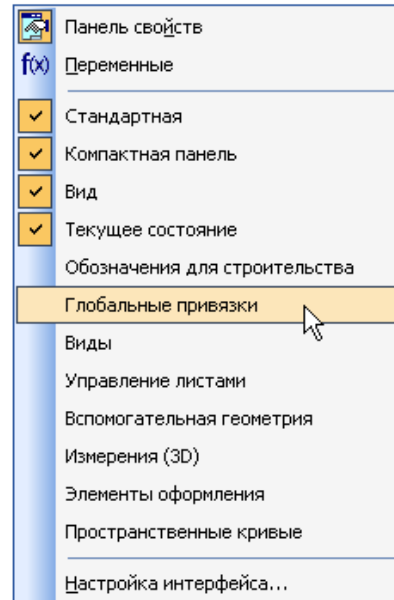 Панель свойств
f(x) Переменные
Стандартная
Компактная панель
Вид
Текущее состояние
Обозначения для строительства
Глобальные привязки
Виды
Управление листами
Вспомогательная геометрия
Измерения (3D)
Элементы оформления
Пространственные кривые
Настройка интерфейса...